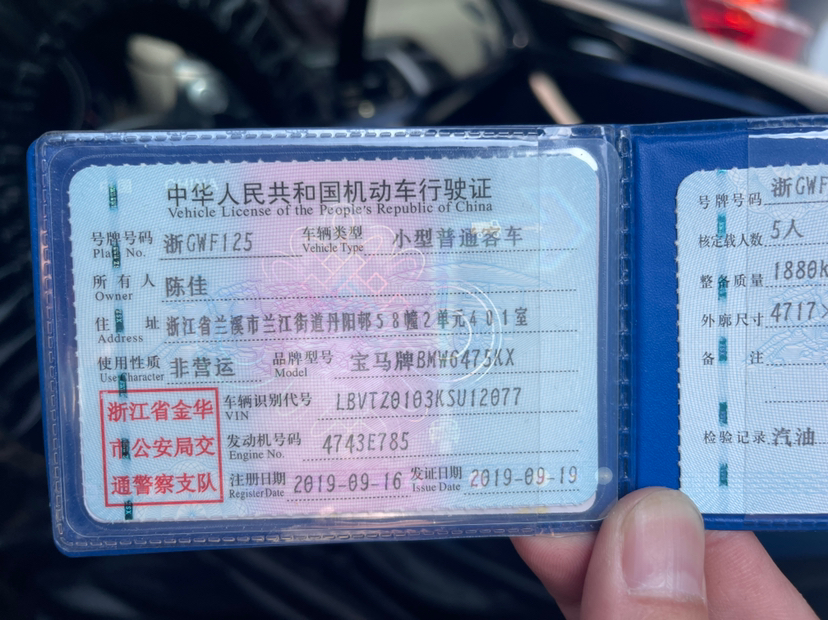 中华人民共和国机动车行驶证
Vehicle License of the People's Republic of China
号牌号码 浙GWF125 车辆类型 小型普通客车
Plate No. Vehicle Type
所有人 陈佳
Owner
住址 浙江省兰溪市兰江街道丹阳邨58幢2单元401室
Address
使用性质 非营运 品牌型号 宝马牌BMW6475KX
Use Character Model
浙江省金华
市公安局交
通警察支队
车辆识别代号 LBVTZ0103KSU12077
VIN
发动机号码 4743E785
Engine No.
注册日期 2019-09-16 发证日期 2019-09-19
Register Date Issue Date
号牌号码 浙GWF
核定载人数 5人
整备质量 1880k
外廓尺寸 4717×
备注
检验记录 汽油